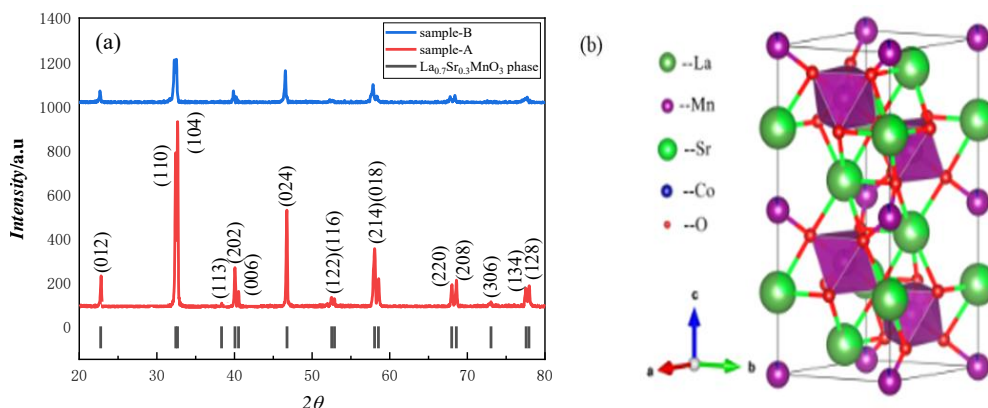 (a)
sample-B
sample-A
La0.7Sr0.3MnO3 phase
1400
1200
1000
800
600
400
200
0
Intensity/a.u
(012)
(110)
(104)
(113)
(202)
(006)
(024)
(122)(116)
(214)(018)
(220)
(208)
(306)
(134)
(128)
20
30
40
50
60
70
80
2θ
(b)
--La
--Mn
--Sr
--Co
--O
c
a
b